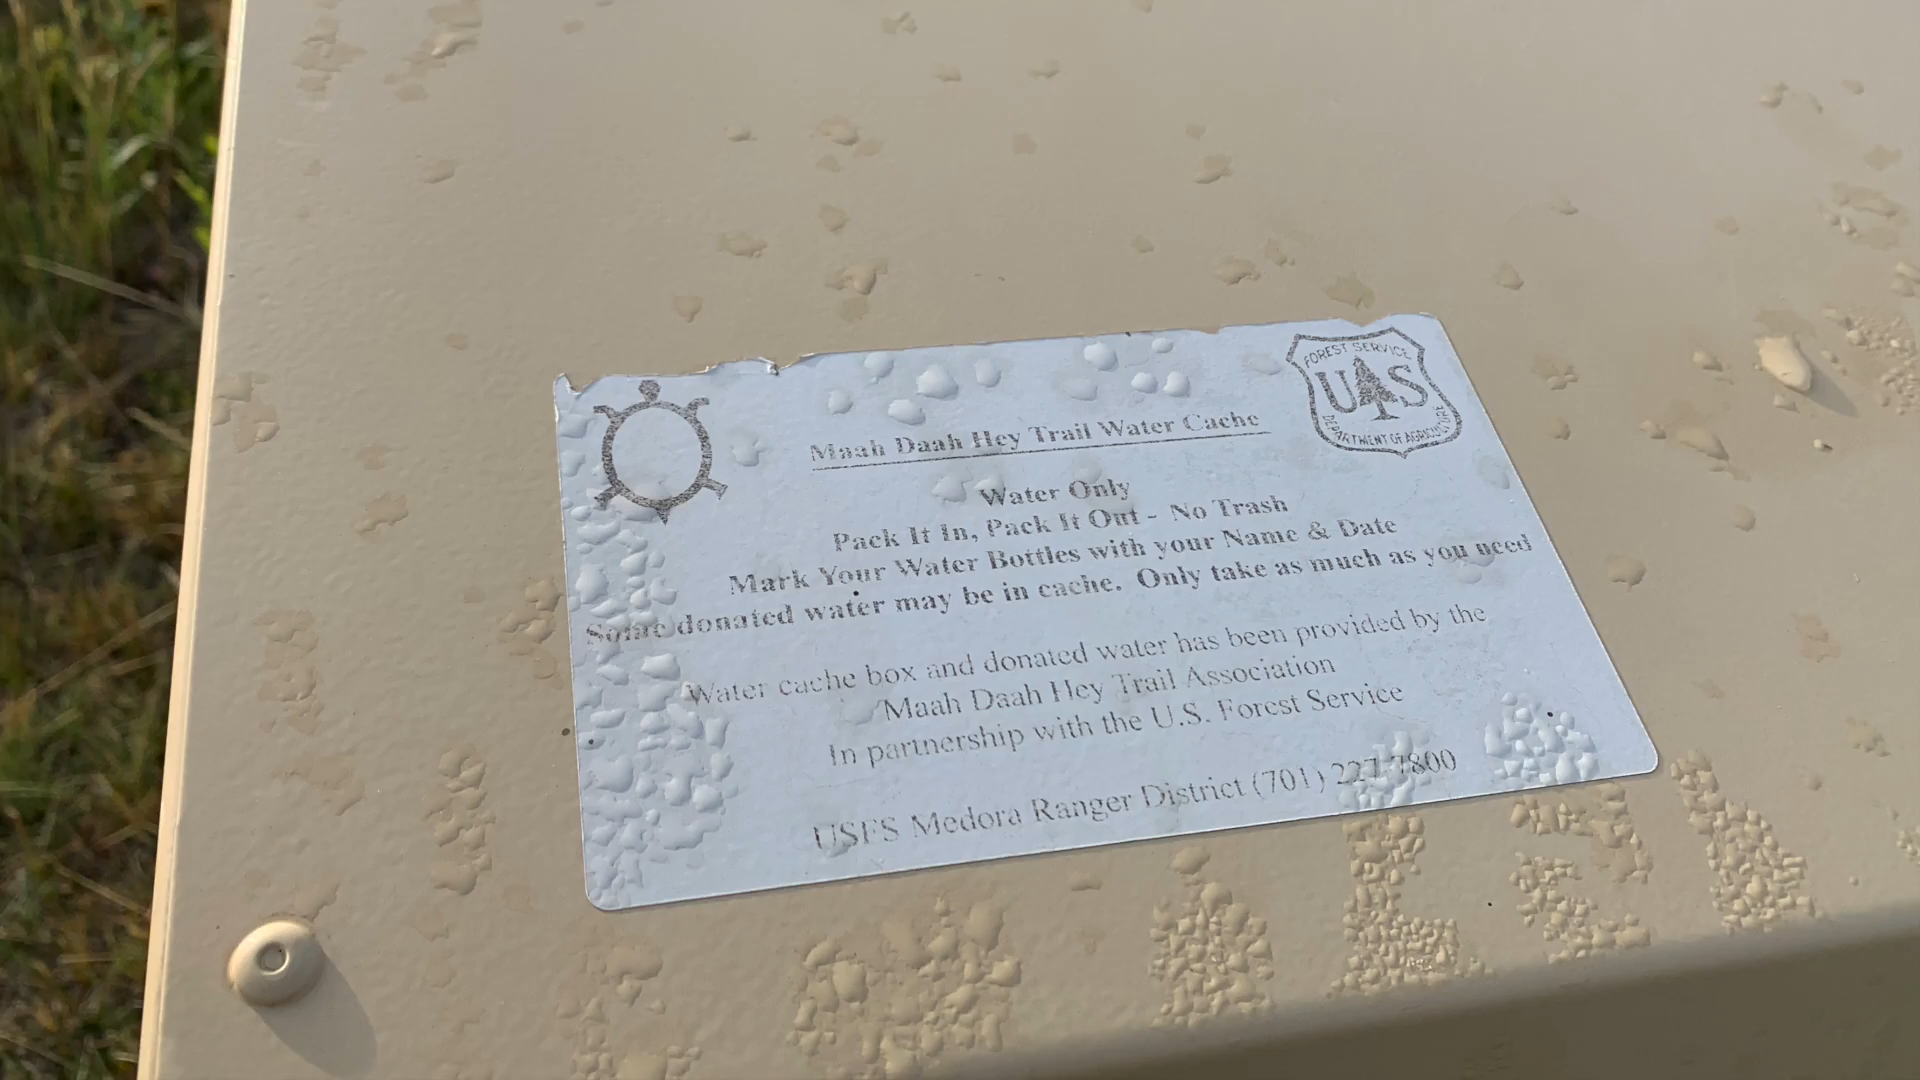 FOREST SERVICE
U S
DEPARTMENT OF AGRICULTURE
Maah Daah Hey Trail Water Cache
Water Only
Pack It In, Pack It Out - No Trash
Mark Your Water Bottles with your Name & Date
Some donated water may be in cache. Only take as much as you need
Water cache box and donated water has been provided by the
Maah Daah Hey Trail Association
In partnership with the U.S. Forest Service
USFS Medora Ranger District (701) 227-7800